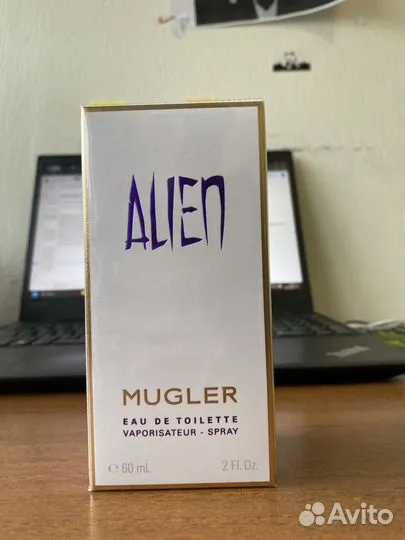 ALIEN
MUGLER
EAU DE TOILETTE
VAPORISATEUR - SPRAY
℮ 60 mL 2 Fl. Oz.
Avito